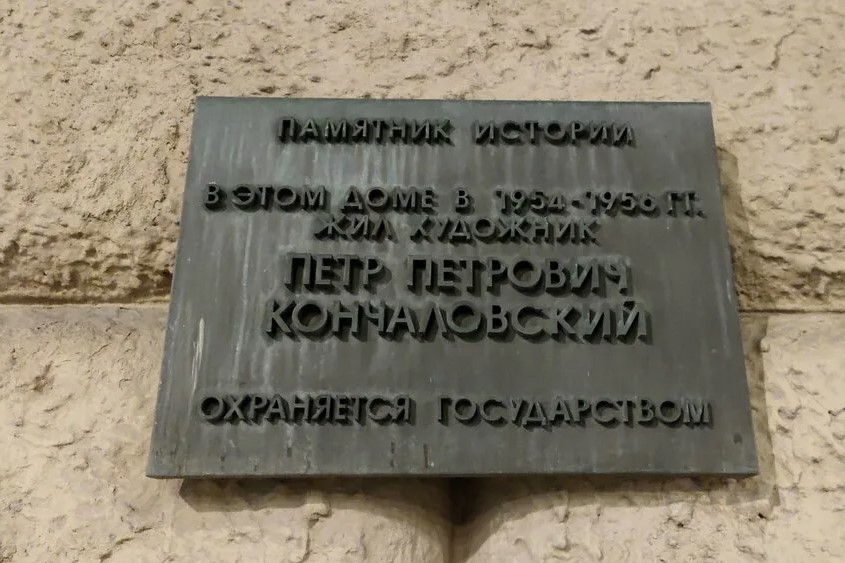 ПАМЯТНИК ИСТОРИИ
В ЭТОМ ДОМЕ В 1954-1956 ГГ.
ЖИЛ ХУДОЖНИК
ПЕТР ПЕТРОВИЧ
КОНЧАЛОВСКИЙ
ОХРАНЯЕТСЯ ГОСУДАРСТВОМ